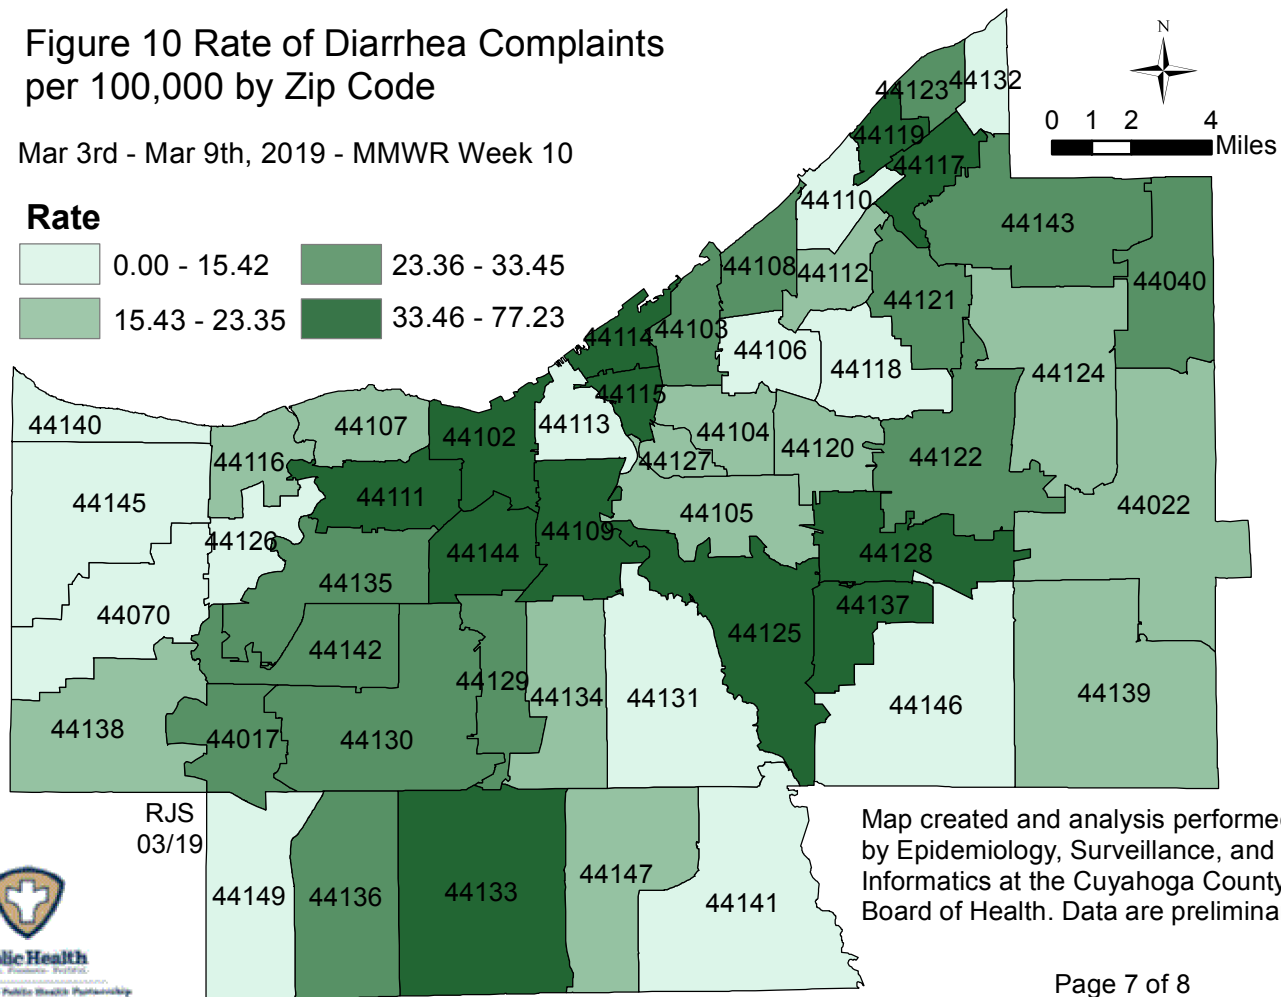 Figure 10 Rate of Diarrhea Complaints
per 100,000 by Zip Code
Mar 3rd - Mar 9th, 2019 - MMWR Week 10
Rate
0.00 - 15.42
23.36 - 33.45
15.43 - 23.35
33.46 - 77.23
N
0 1 2 4
Miles
44132
44123
44119
44117
44110
44143
44108
44112
44040
44121
44103
44114
44106
44118
44124
44115
44140
44107
44102
44113
44104
44120
44122
44116
44127
44145
44111
44105
44022
44126
44109
44128
44144
44135
44137
44070
44125
44142
44129
44134
44131
44146
44139
44138
44017
44130
RJS
03/19
44149
44136
44133
44147
44141
Map created and analysis performed
by Epidemiology, Surveillance, and
Informatics at the Cuyahoga County
Board of Health. Data are prelimina
lic Health
Public Health Partnership
Page 7 of 8